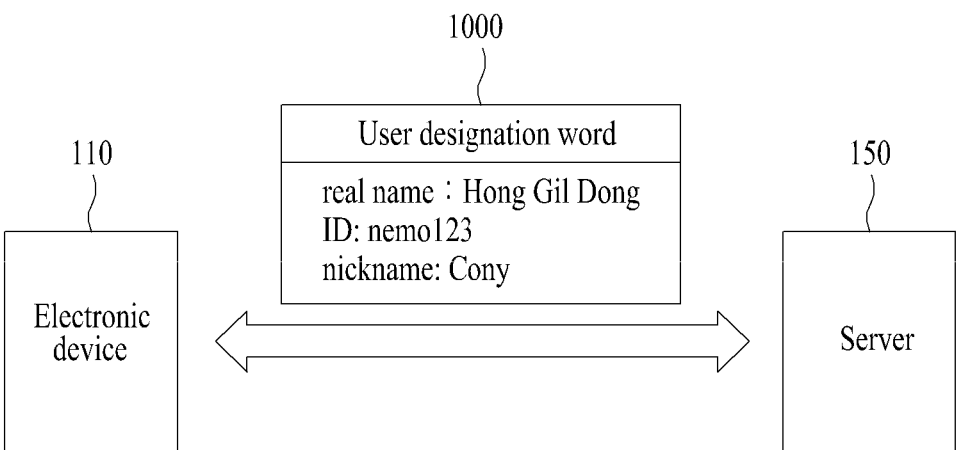 1000
User designation word
110
150
real name : Hong Gil Dong
ID: nemo123
nickname: Cony
Electronic
device
Server